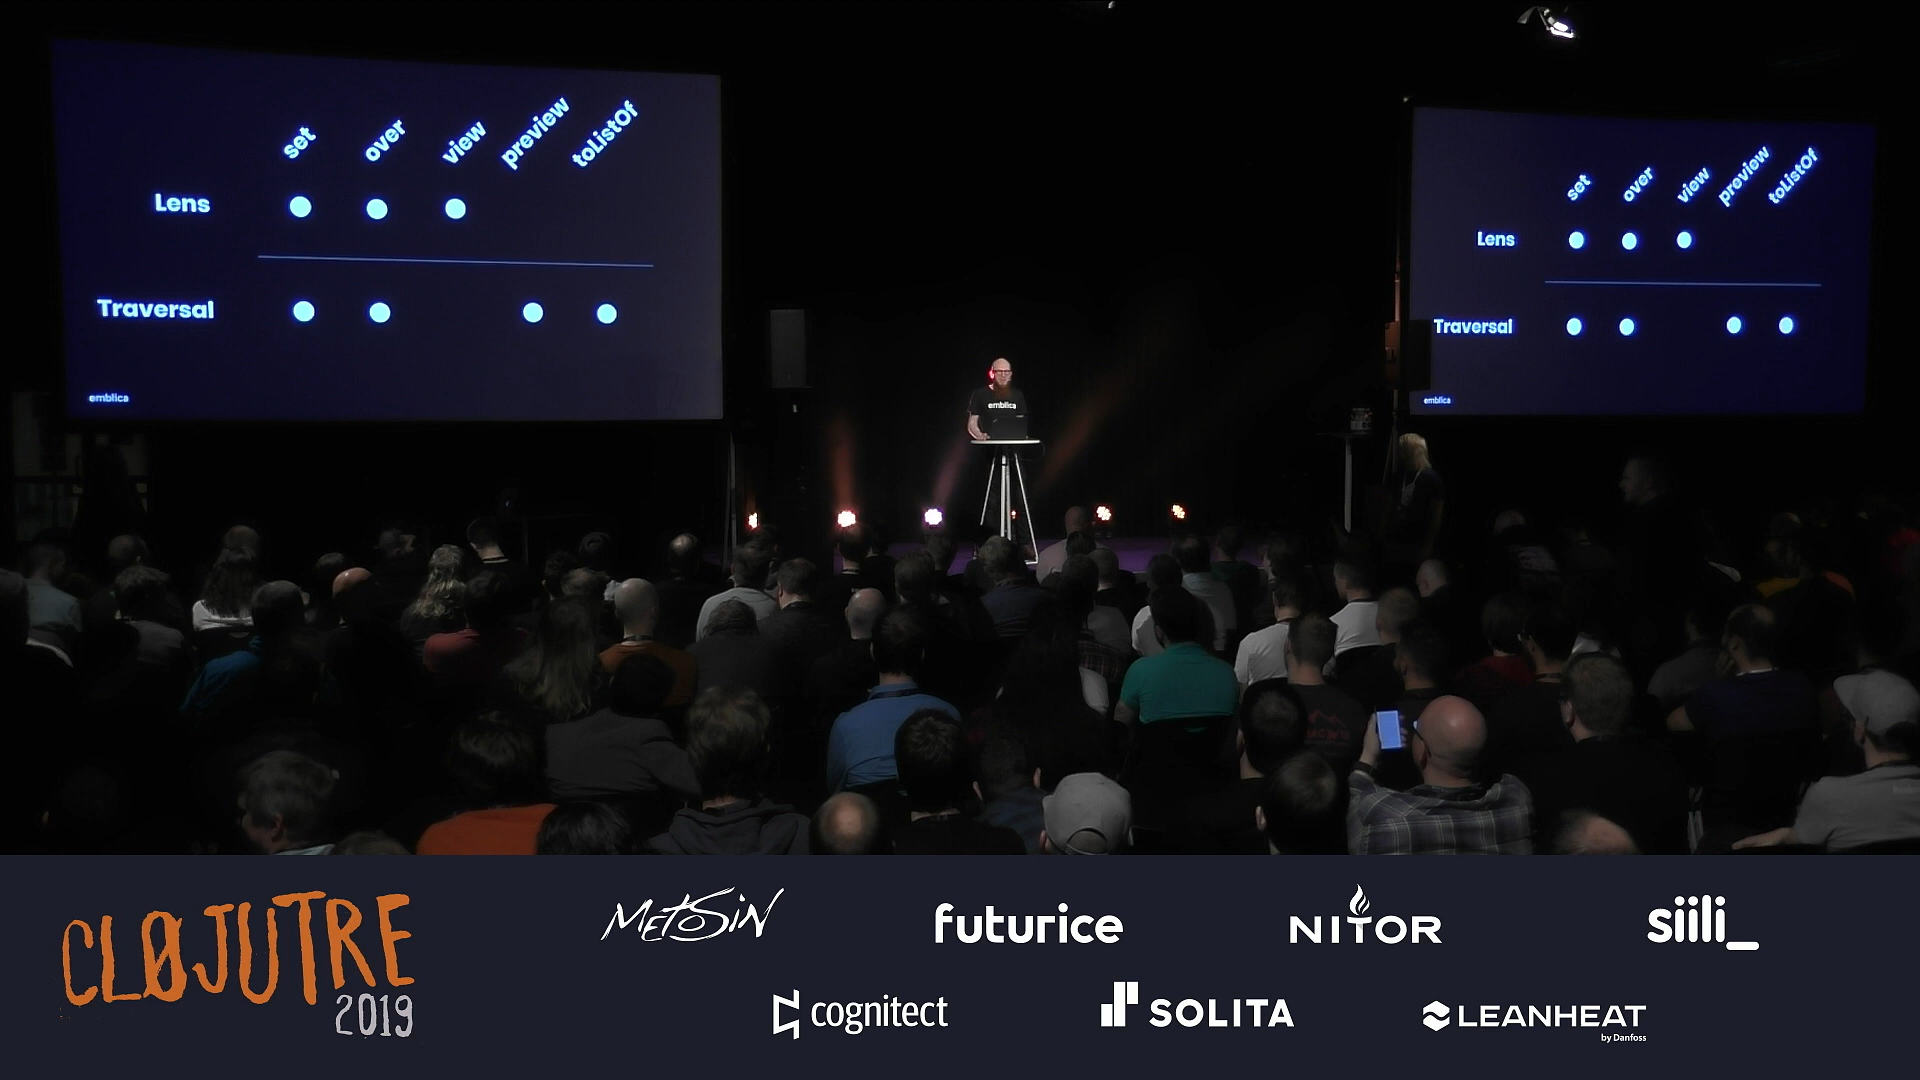 set over view preview toListOf
Lens
Traversal
emblica
set over view preview toListOf
Lens
Traversal
emblica
emblica
CLØJUTRE
2019
METOSIN
futurice
NITOR
siili_
cognitect
SOLITA
LEANHEAT
by Danfoss